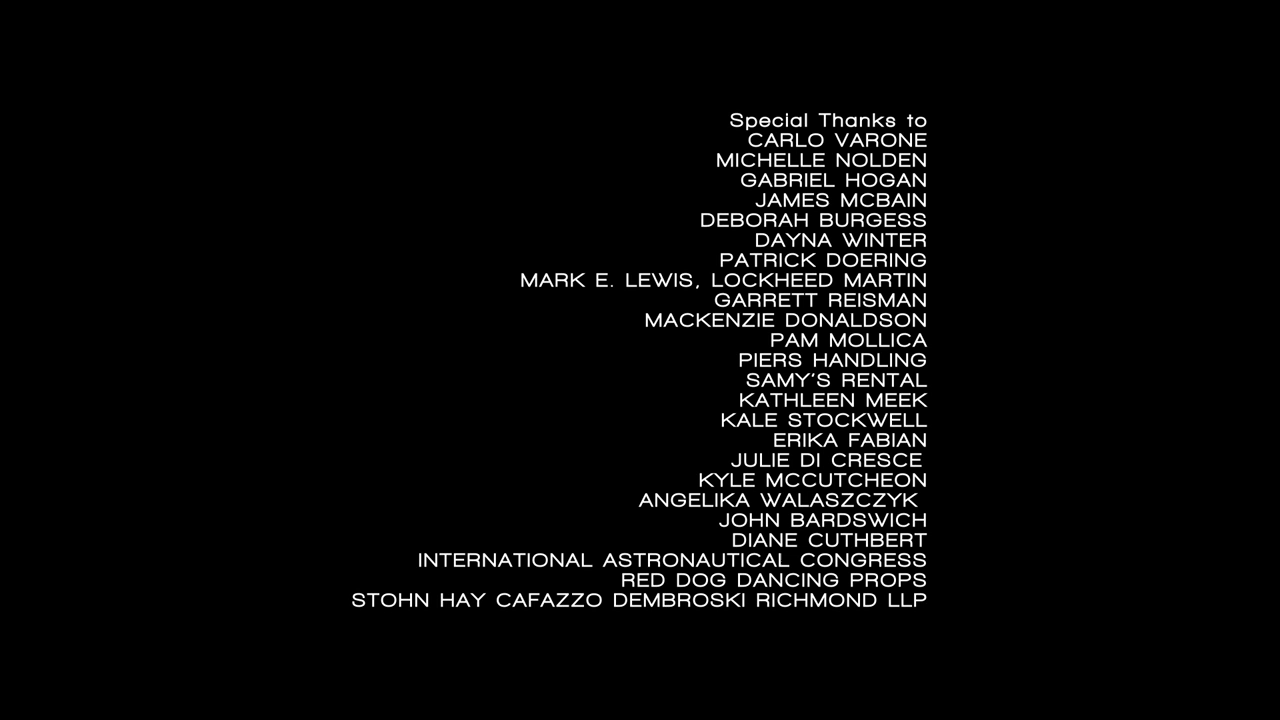 Special Thanks to
CARLO VARONE
MICHELLE NOLDEN
GABRIEL HOGAN
JAMES MCBAIN
DEBORAH BURGESS
DAYNA WINTER
PATRICK DOERING
MARK E. LEWIS, LOCKHEED MARTIN
GARRETT REISMAN
MACKENZIE DONALDSON
PAM MOLLICA
PIERS HANDLING
SAMY'S RENTAL
KATHLEEN MEEK
KALE STOCKWELL
ERIKA FABIAN
JULIE DI CRESCE
KYLE MCCUTCHEON
ANGELIKA WALASZCZYK
JOHN BARDSWICH
DIANE CUTHBERT
INTERNATIONAL ASTRONAUTICAL CONGRESS
RED DOG DANCING PROPS
STOHN HAY CAFAZZO DEMBROSKI RICHMOND LLP